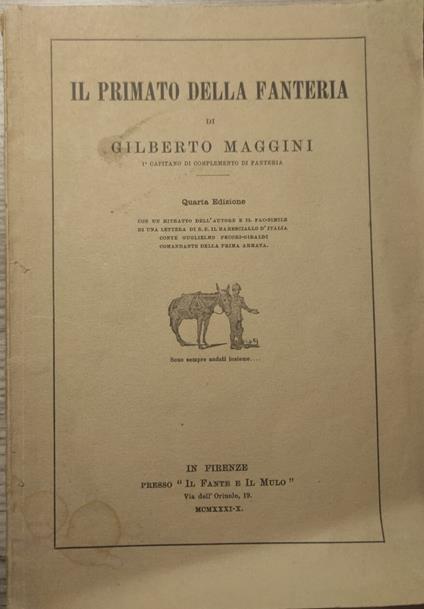 IL PRIMATO DELLA FANTERIA
DI
GILBERTO MAGGINI
1º CAPITANO DI COMPLEMENTO DI FANTERIA
Quarta Edizione
CON UN RITRATTO DELL'AUTORE E IL FAC-SIMILE
DI UNA LETTERA DI S. E. IL MARESCIALLO D'ITALIA
CONTE GUGLIELMO PECORI-GIRALDI
COMANDANTE DELLA PRIMA ARMATA.
Sono sempre andati insieme....
IN FIRENZE
PRESSO "IL FANTE E IL MULO"
Via dell'Oriuolo, 19.
MCMXXXI-X.